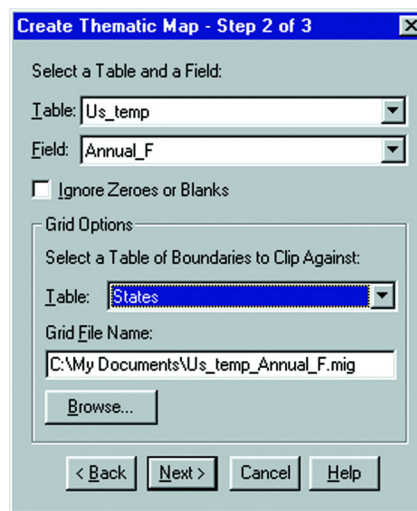 Create Thematic Map - Step 2 of 3
Select a Table and a Field:
Table: Us_temp
Field: Annual_F
Ignore Zeroes or Blanks
Grid Options
Select a Table of Boundaries to Clip Against:
Table: States
Grid File Name:
C:\My Documents\Us_temp_Annual_F.mig
Browse...
< Back Next > Cancel Help